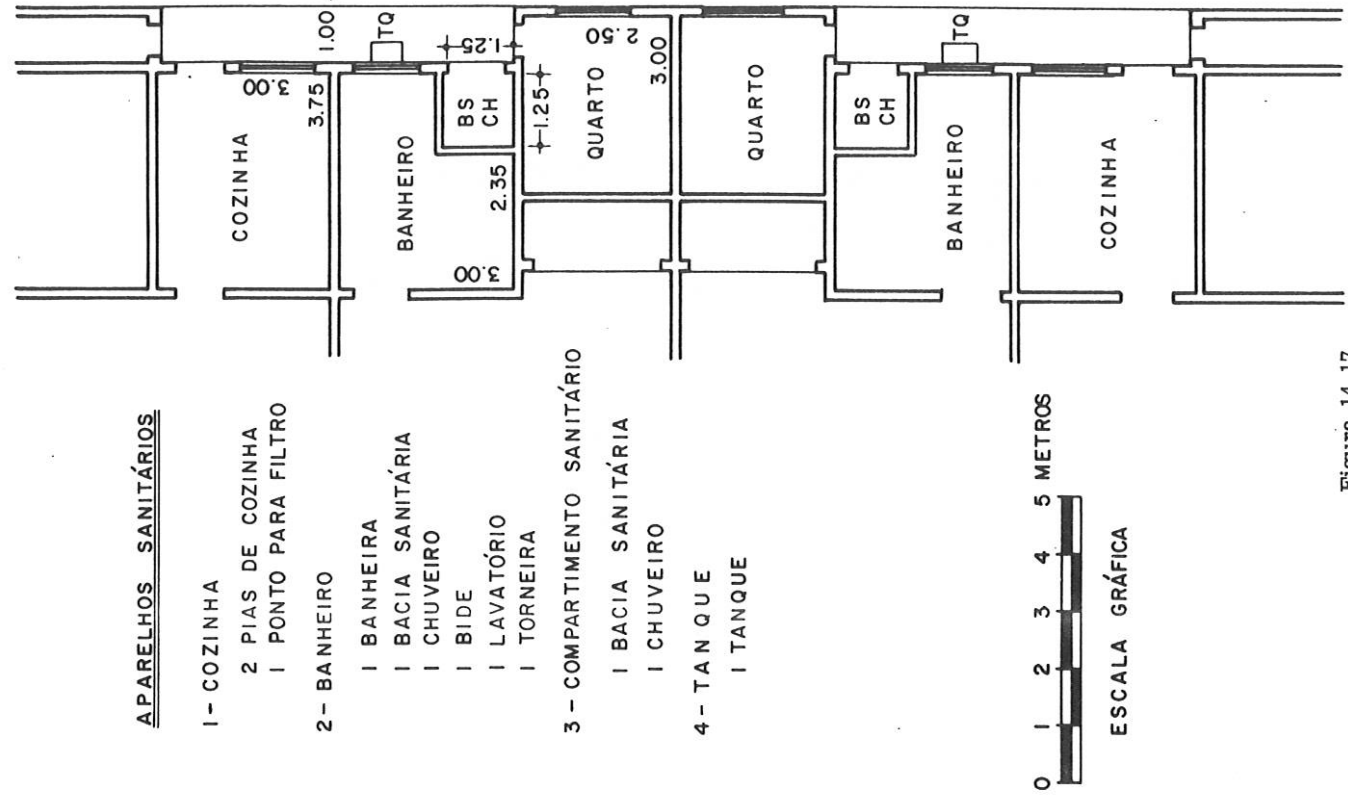 APARELHOS SANITÁRIOS
1 - COZINHA
2 PIAS DE COZINHA
1 PONTO PARA FILTRO
2 - BANHEIRO
1 BANHEIRA
1 BACIA SANITÁRIA
1 CHUVEIRO
1 BIDE
1 LAVATÓRIO
1 TORNEIRA
3 - COMPARTIMENTO SANITÁRIO
1 BACIA SANITÁRIA
1 CHUVEIRO
4 - TANQUE
1 TANQUE
0 1 2 3 4 5 METROS
ESCALA GRÁFICA
COZINHA
3.00
3.75
1.00
TQ
BANHEIRO
3.00
2.35
BS
CH
1.25
1.25
QUARTO
2.50
3.00
QUARTO
BS
CH
BANHEIRO
TQ
COZINHA
Figura 14.17